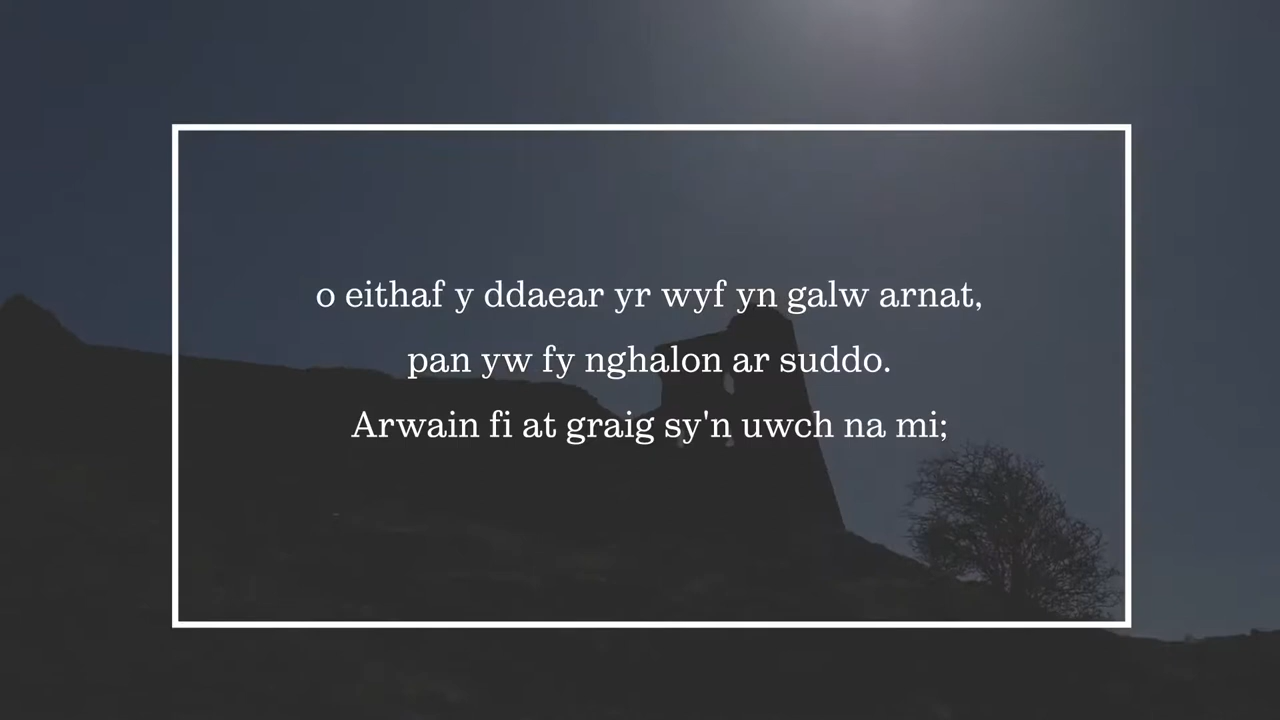 o eithaf y ddaear yr wyf yn galw arnat,
pan yw fy nghalon ar suddo.
Arwain fi at graig sy'n uwch na mi;